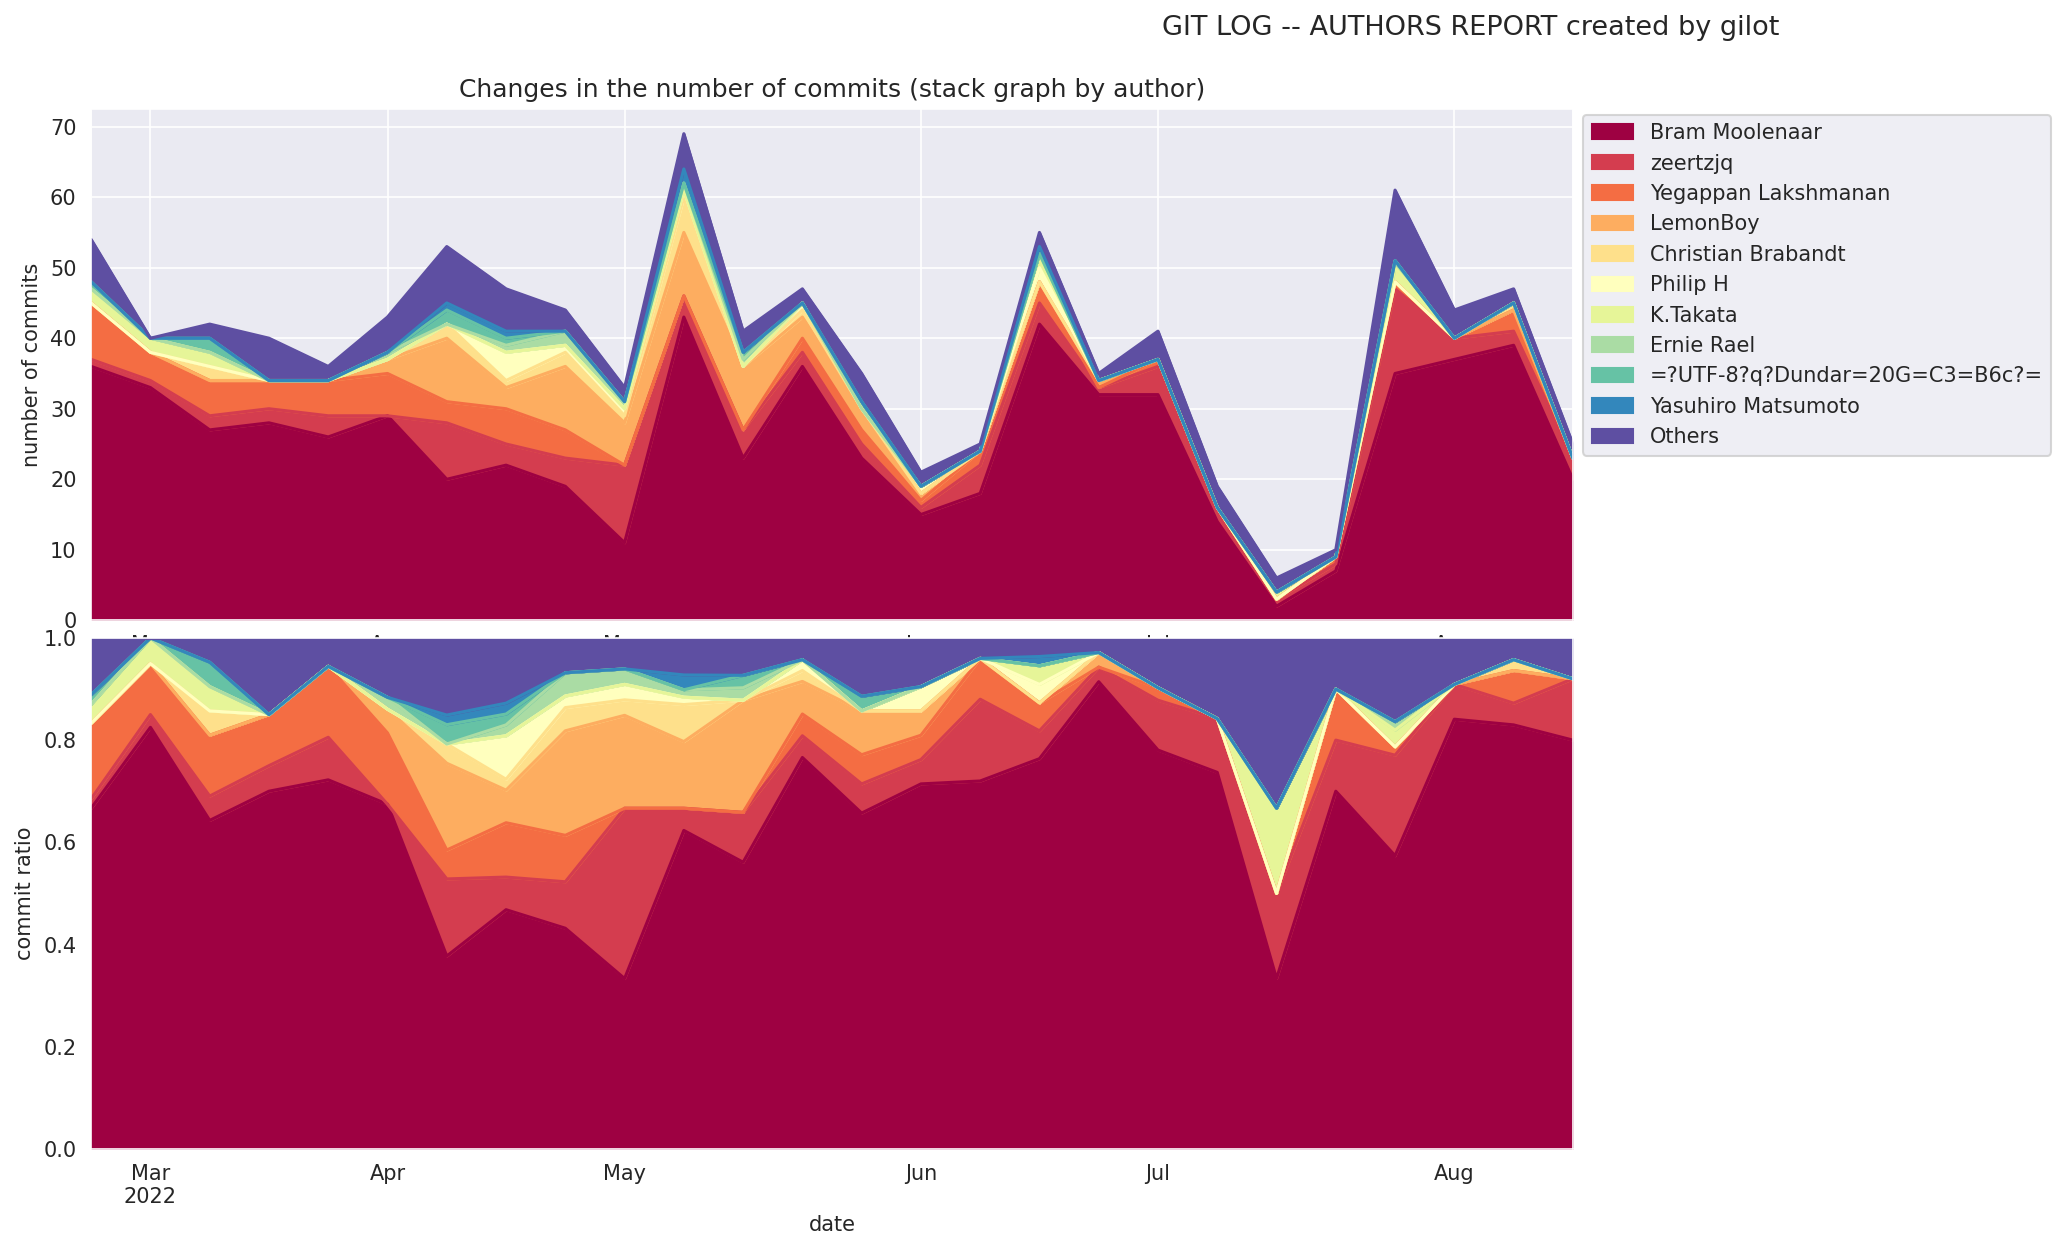 GIT LOG -- AUTHORS REPORT created by gilot
Changes in the number of commits (stack graph by author)
number of commits
70
60
50
40
30
20
10
0
Bram Moolenaar
zeertzjq
Yegappan Lakshmanan
LemonBoy
Christian Brabandt
Philip H
K.Takata
Ernie Rael
=?UTF-8?q?Dundar=20G=C3=B6c?=
Yasuhiro Matsumoto
Others
commit ratio
1.0
0.8
0.6
0.4
0.2
0.0
Mar Apr May Jun Jul Aug
2022
date